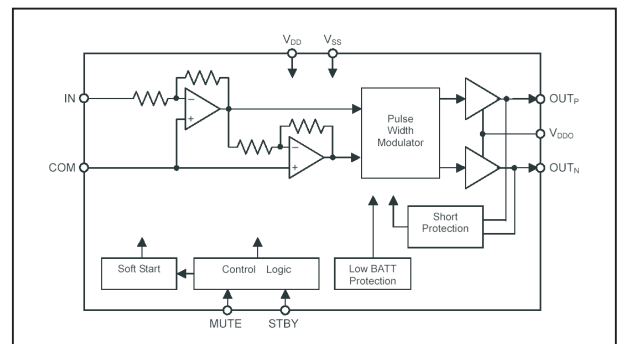 VDD VSS
IN
−
+
−
+
COM
Pulse
Width
Modulator
OUTP
VDDO
OUTN
Short
Protection
Soft Start
Control Logic
Low BATT
Protection
MUTE STBY